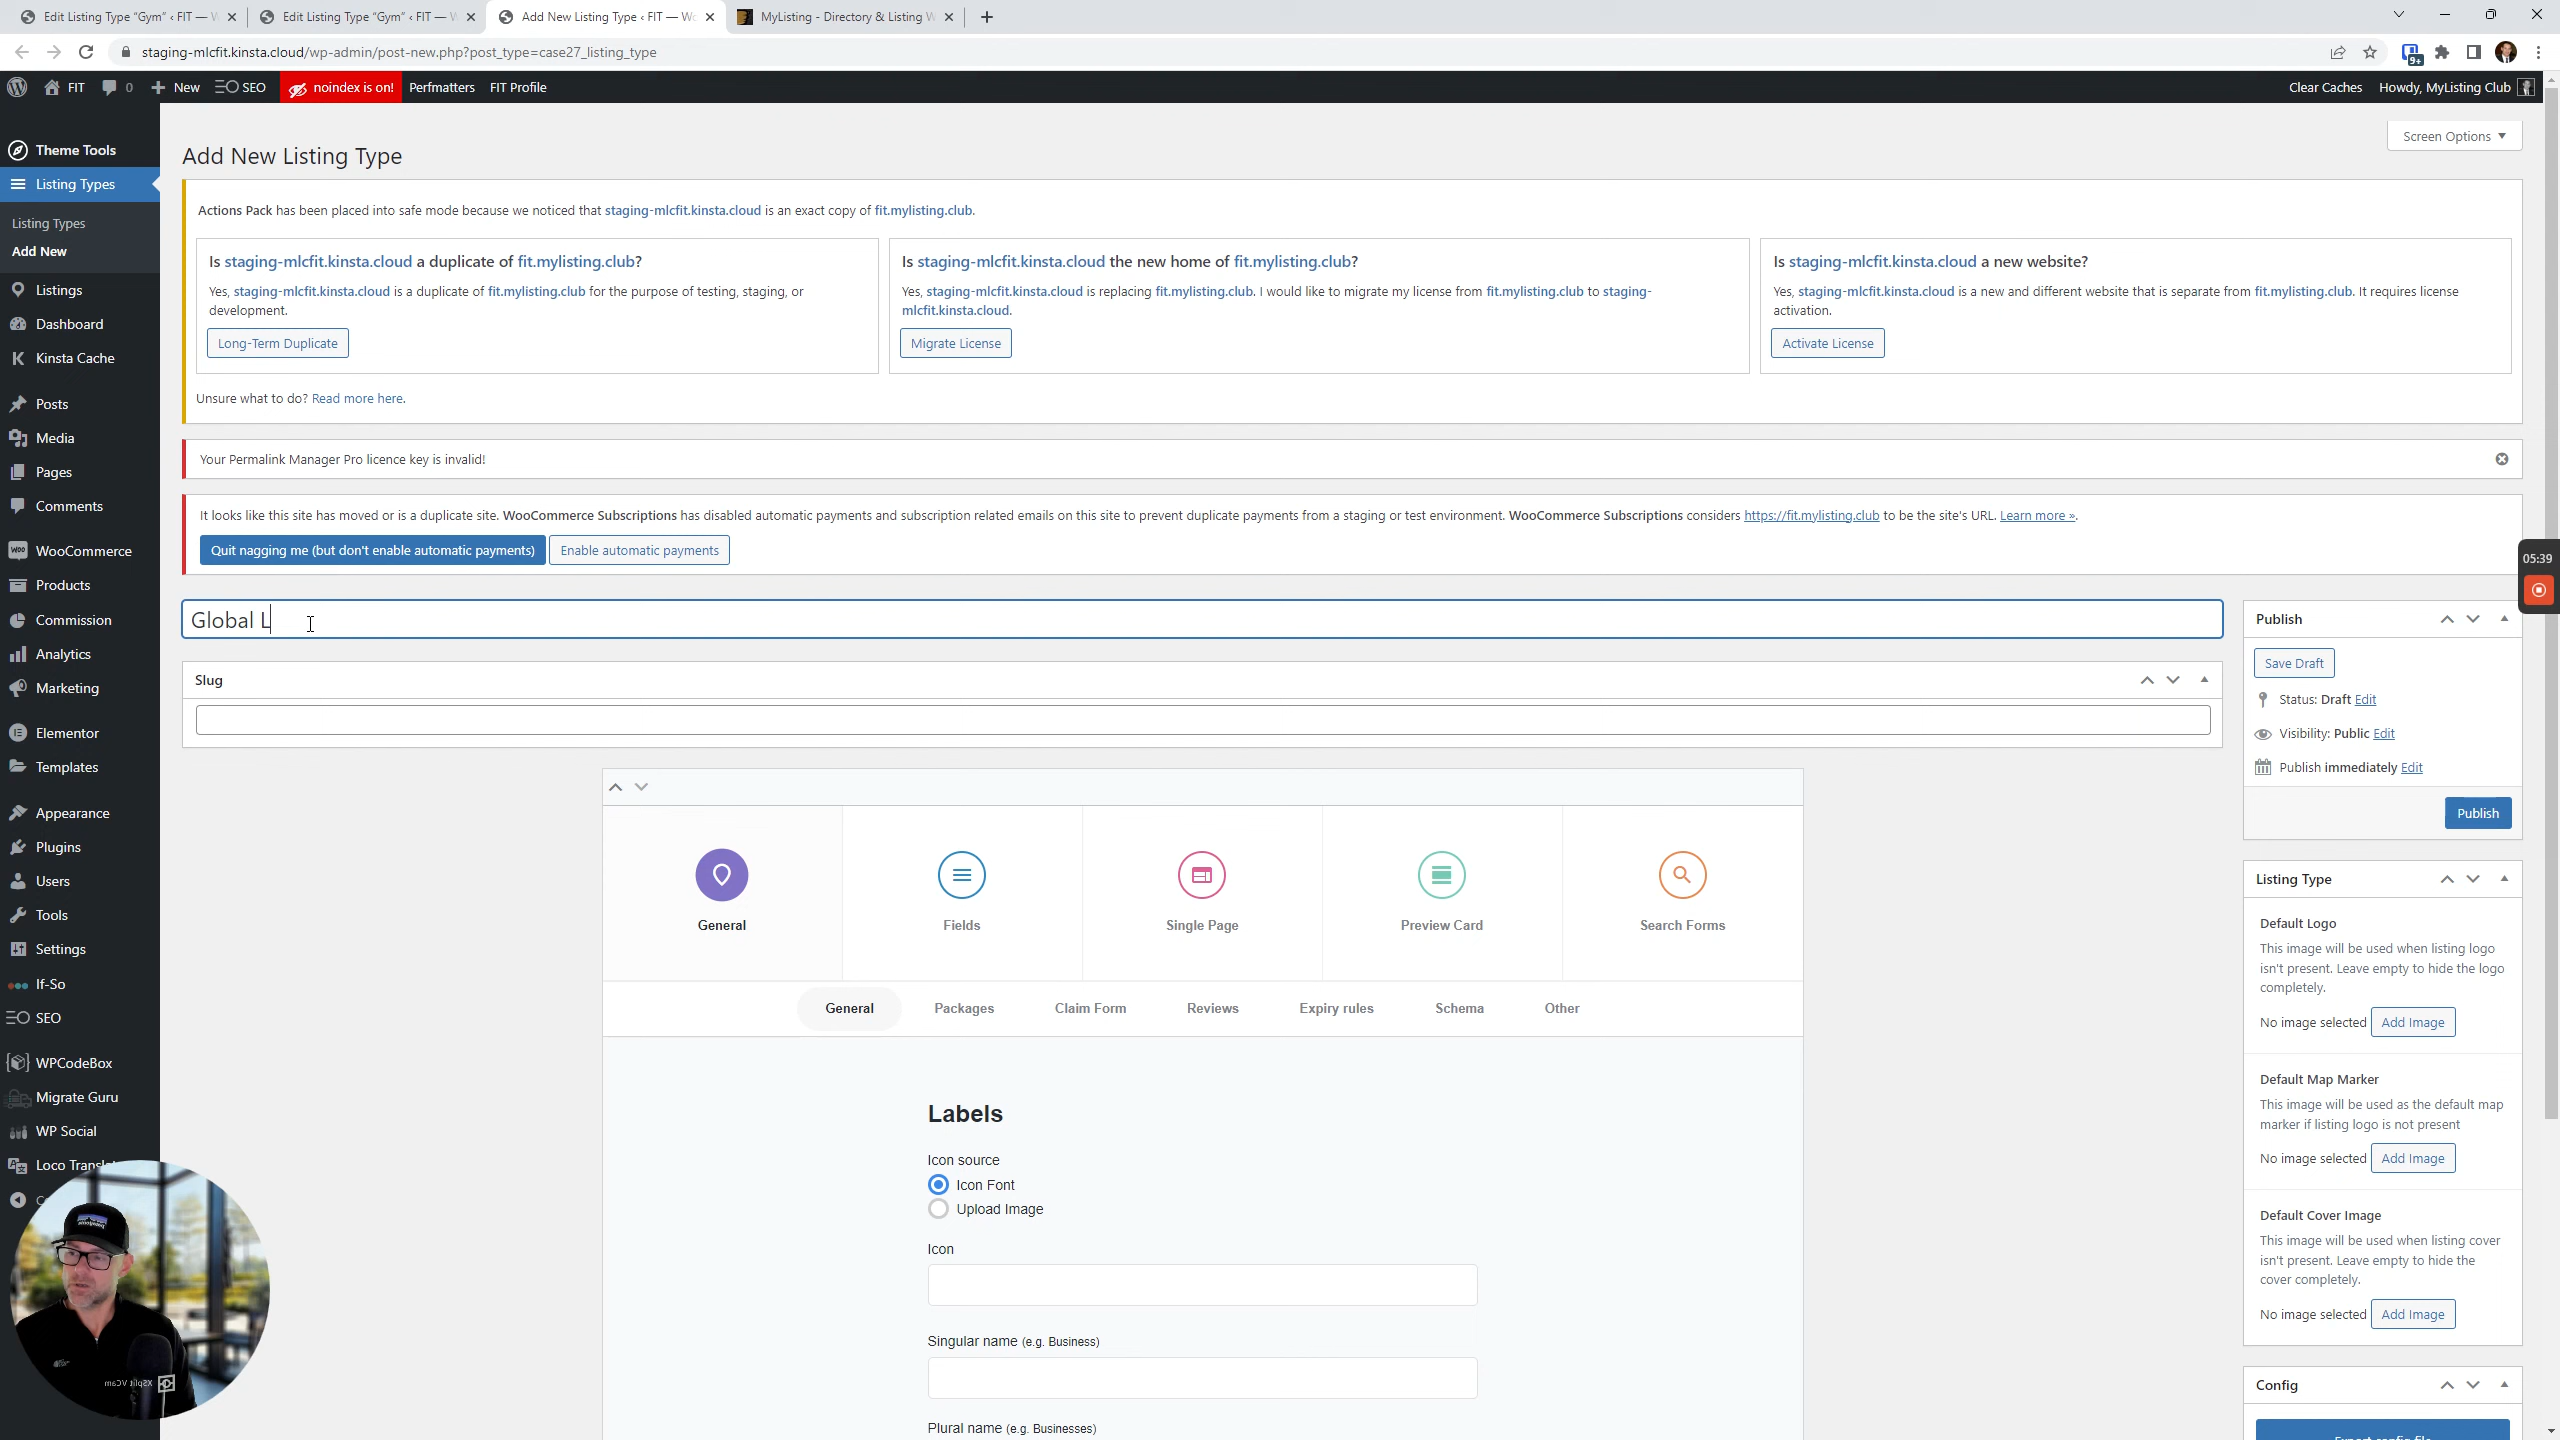 Edit Listing Type "Gym" ‹ FIT — W
Edit Listing Type "Gym" ‹ FIT — W
Add New Listing Type ‹ FIT — Wo
MyListing - Directory & Listing W
staging-mlcfit.kinsta.cloud/wp-admin/post-new.php?post_type=case27_listing_type
9+
FIT
0
New
SEO
noindex is on!
Perfmatters
FIT Profile
Clear Caches
Howdy, MyListing Club
Theme Tools
Listing Types
Listing Types
Add New
Listings
Dashboard
Kinsta Cache
Posts
Media
Pages
Comments
WooCommerce
Products
Commission
Analytics
Marketing
Elementor
Templates
Appearance
Plugins
Users
Tools
Settings
If-So
SEO
WPCodeBox
Migrate Guru
WP Social
Loco Transla
Screen Options
Add New Listing Type
Actions Pack has been placed into safe mode because we noticed that staging-mlcfit.kinsta.cloud is an exact copy of fit.mylisting.club.
Is staging-mlcfit.kinsta.cloud a duplicate of fit.mylisting.club?
Yes, staging-mlcfit.kinsta.cloud is a duplicate of fit.mylisting.club for the purpose of testing, staging, or
development.
Long-Term Duplicate
Is staging-mlcfit.kinsta.cloud the new home of fit.mylisting.club?
Yes, staging-mlcfit.kinsta.cloud is replacing fit.mylisting.club. I would like to migrate my license from fit.mylisting.club to staging-
mlcfit.kinsta.cloud.
Migrate License
Is staging-mlcfit.kinsta.cloud a new website?
Yes, staging-mlcfit.kinsta.cloud is a new and different website that is separate from fit.mylisting.club. It requires license
activation.
Activate License
Unsure what to do? Read more here.
Your Permalink Manager Pro licence key is invalid!
It looks like this site has moved or is a duplicate site. WooCommerce Subscriptions has disabled automatic payments and subscription related emails on this site to prevent duplicate payments from a staging or test environment. WooCommerce Subscriptions considers https://fit.mylisting.club to be the site's URL. Learn more ».
Quit nagging me (but don't enable automatic payments)
Enable automatic payments
05:39
Global L
Slug
General
Fields
Single Page
Preview Card
Search Forms
General
Packages
Claim Form
Reviews
Expiry rules
Schema
Other
Labels
Icon source
Icon Font
Upload Image
Icon
Singular name (e.g. Business)
Plural name (e.g. Businesses)
Publish
Save Draft
Status: Draft Edit
Visibility: Public Edit
Publish immediately Edit
Publish
Listing Type
Default Logo
This image will be used when listing logo
isn't present. Leave empty to hide the logo
completely.
No image selected
Add Image
Default Map Marker
This image will be used as the default map
marker if listing logo is not present
No image selected
Add Image
Default Cover Image
This image will be used when listing cover
isn't present. Leave empty to hide the
cover completely.
No image selected
Add Image
Config
XSplit VCam